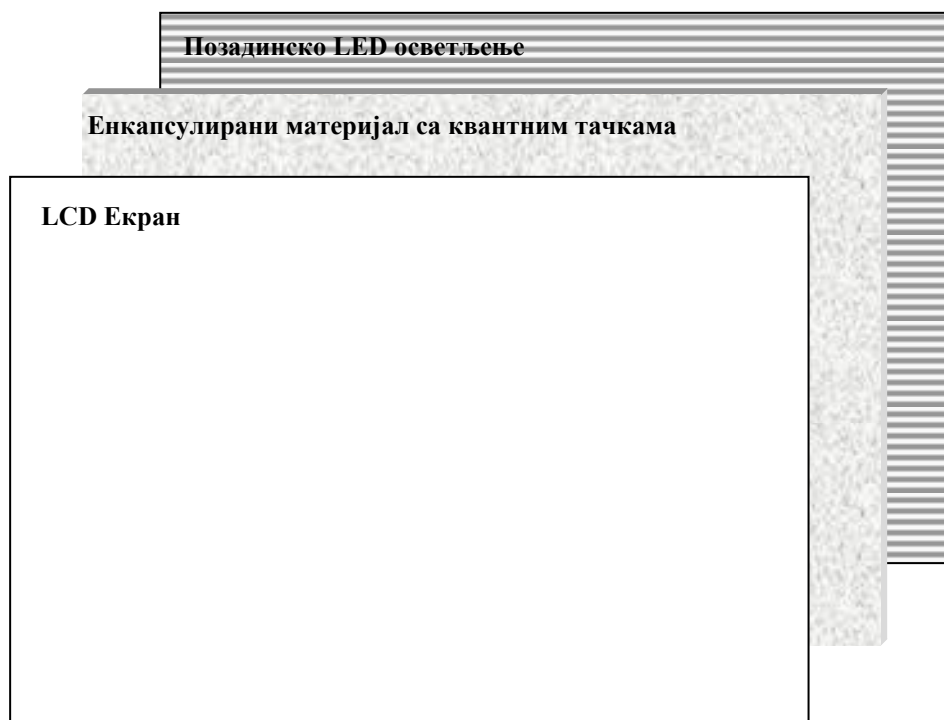 Позадинско LED осветљење
Енкапсулирани материјал са квантним тачкама
LCD Екран